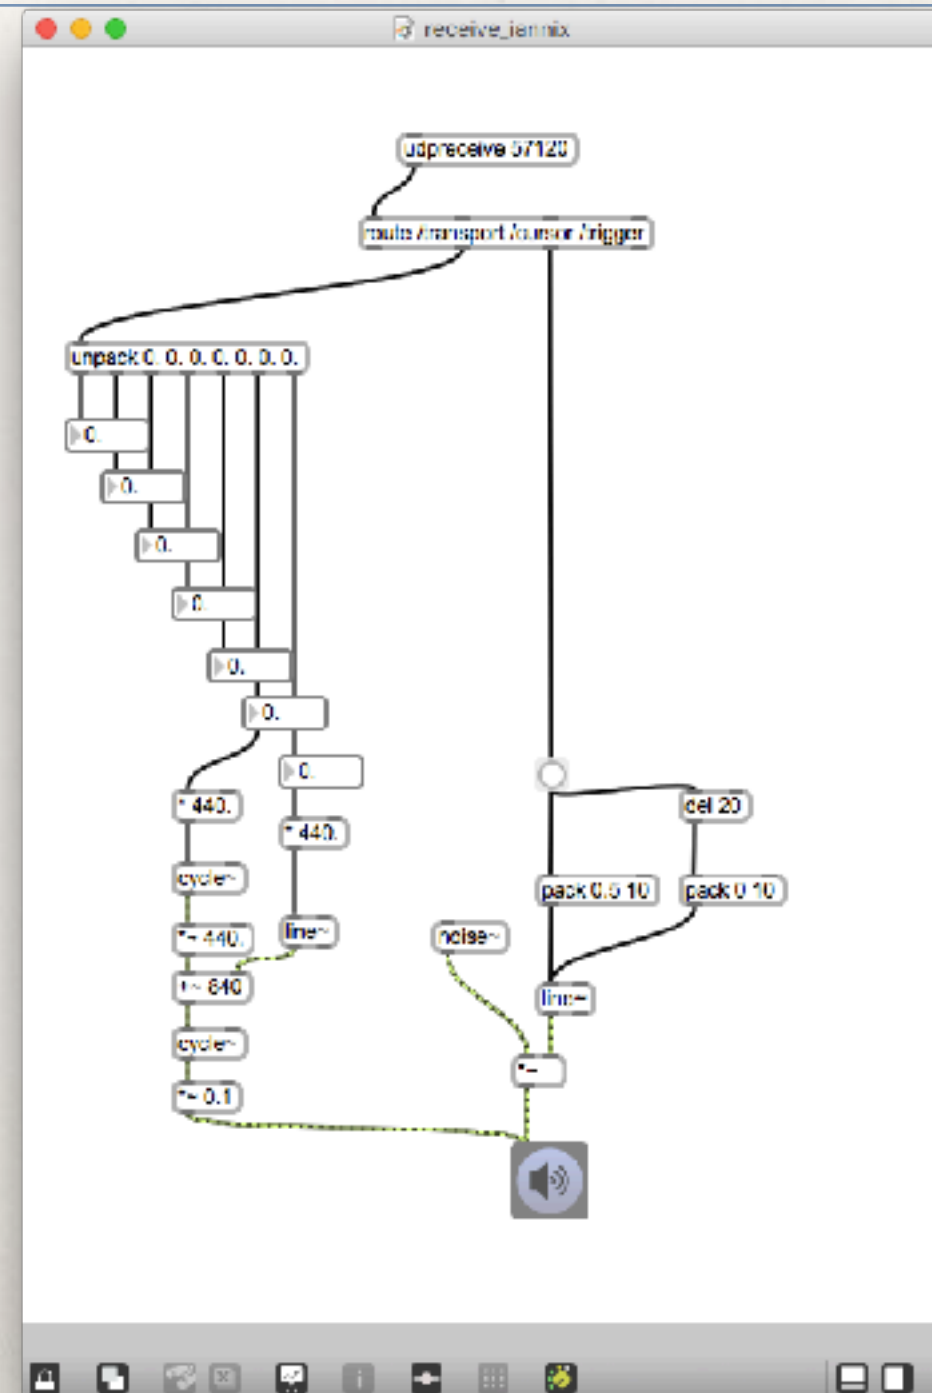 receive_iannix
udpreceive 57120
route /transport /cursor /trigger
unpack 0. 0. 0. 0. 0. 0. 0.
0.
0.
0.
0.
0.
0.
0.
* 440.
* 440.
del 20
cycle~
pack 0.5 10
pack 0 10
*~ 440.
line~
noise~
+~ 840
line~
cycle~
*~
*~ 0.1